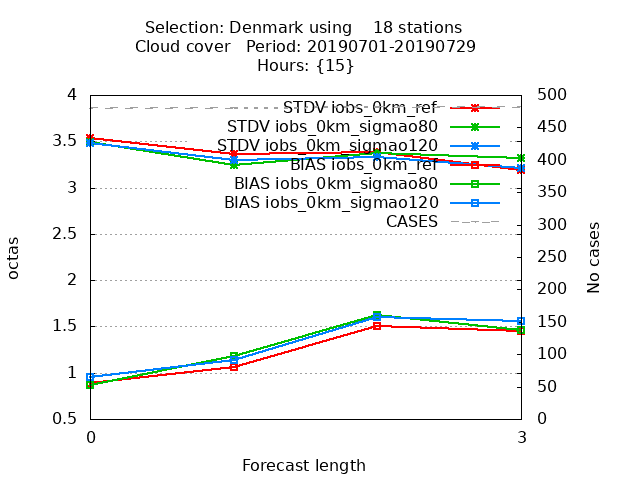 Selection: Denmark using    18 stations
Cloud cover   Period: 20190701-20190729
Hours: {15}
4
3.5
3
2.5
2
1.5
1
0.5
500
450
400
350
300
250
200
150
100
50
0
octas
No cases
STDV iobs_0km_ref
STDV iobs_0km_sigmao80
STDV iobs_0km_sigmao120
BIAS iobs_0km_ref
BIAS iobs_0km_sigmao80
BIAS iobs_0km_sigmao120
CASES
0
3
Forecast length